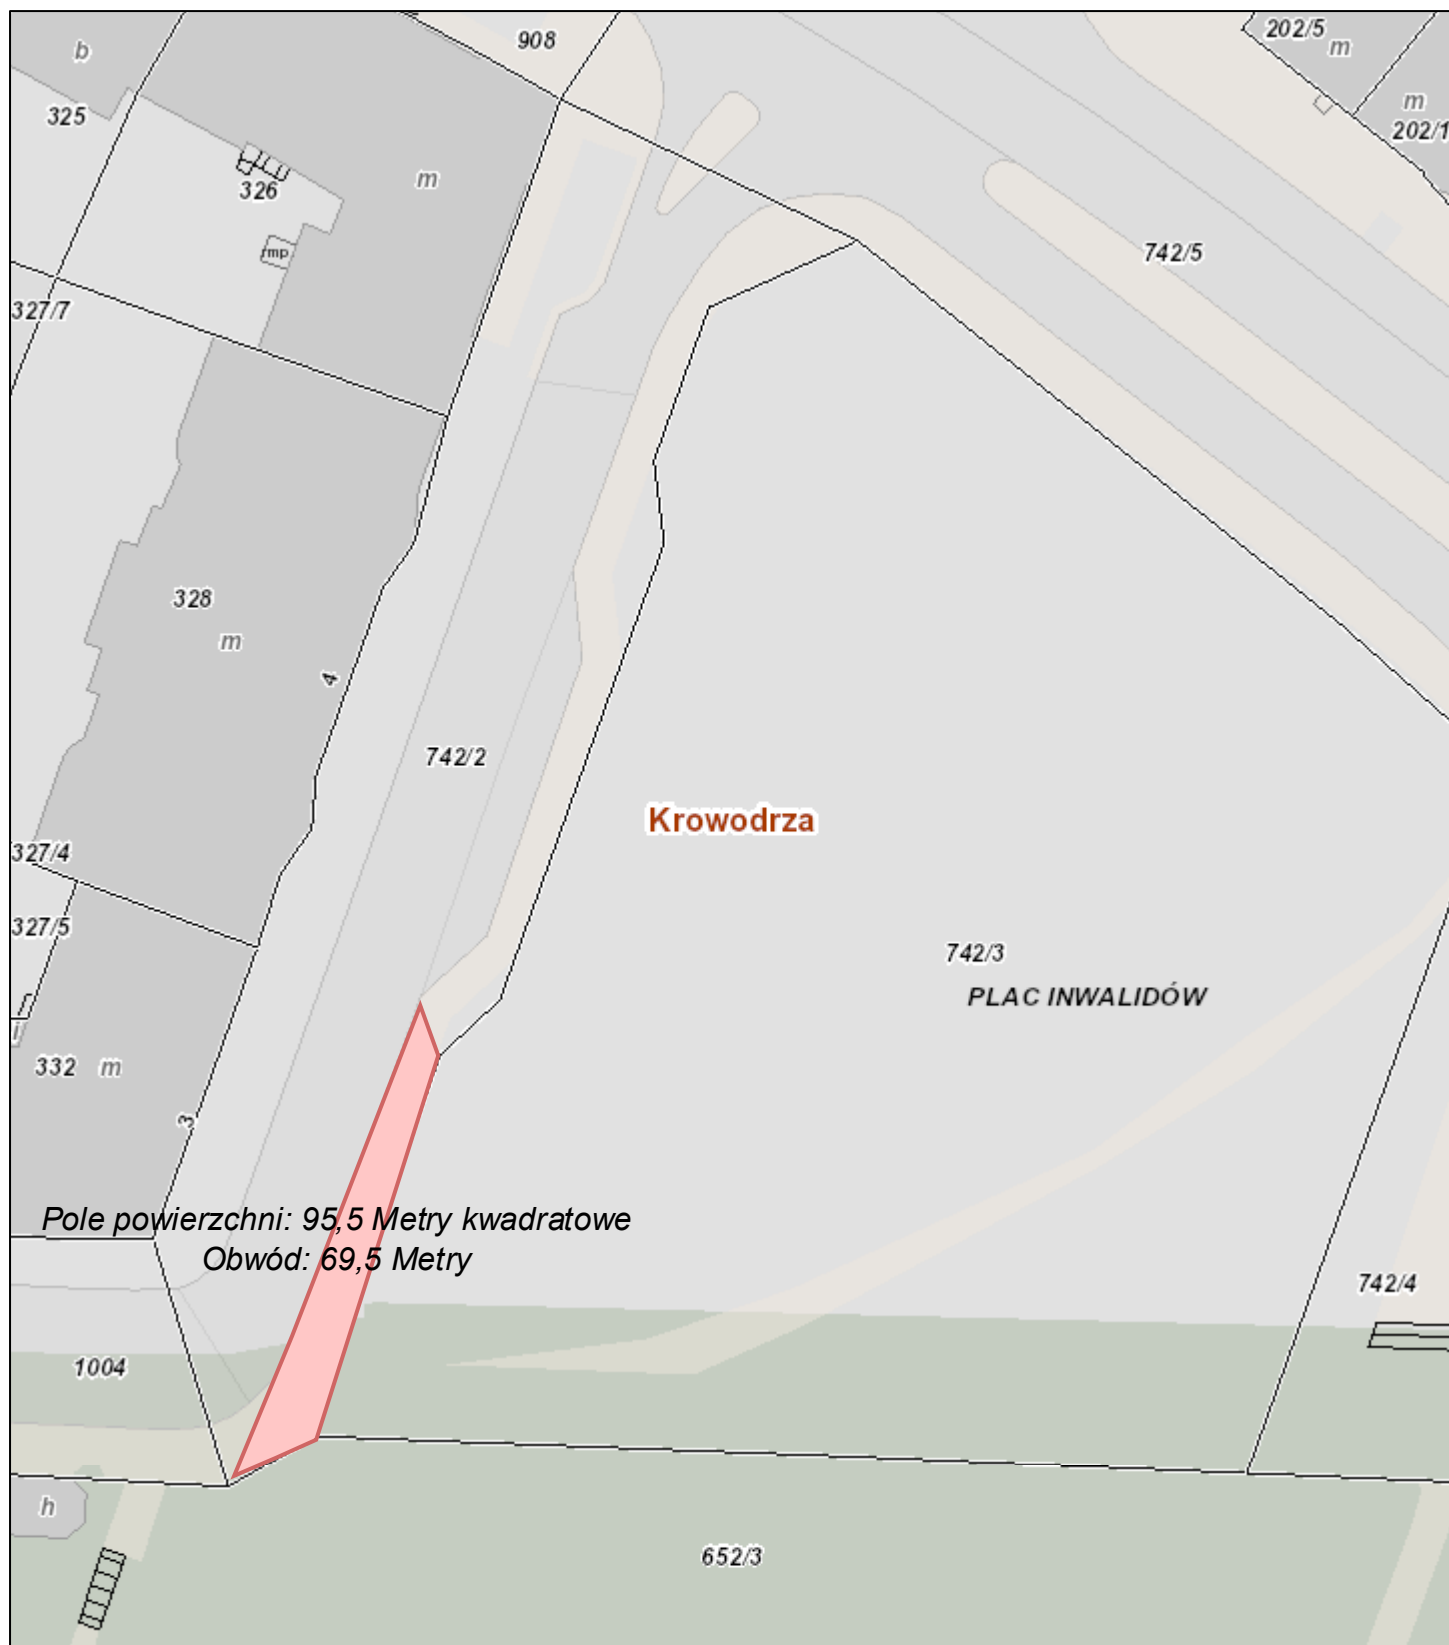 908
202/5
m
b
m
202/1
325
m
326
rmp
742/5
327/7
328
m
4
742/2
Krowodrza
327/4
327/5
742/3
PLAC INWALIDÓW
i
332 m
3
Pole powierzchni: 95,5 Metry kwadratowe
Obwód: 69,5 Metry
742/4
1004
h
652/3